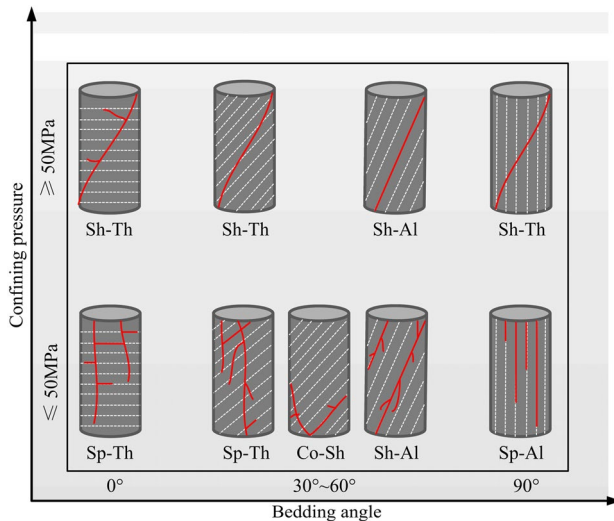 Confining pressure
≥ 50MPa
Sh-Th Sh-Th Sh-Al Sh-Th
≤ 50MPa
Sp-Th Sp-Th Co-Sh Sh-Al Sp-Al
0° 30°~60° 90°
Bedding angle